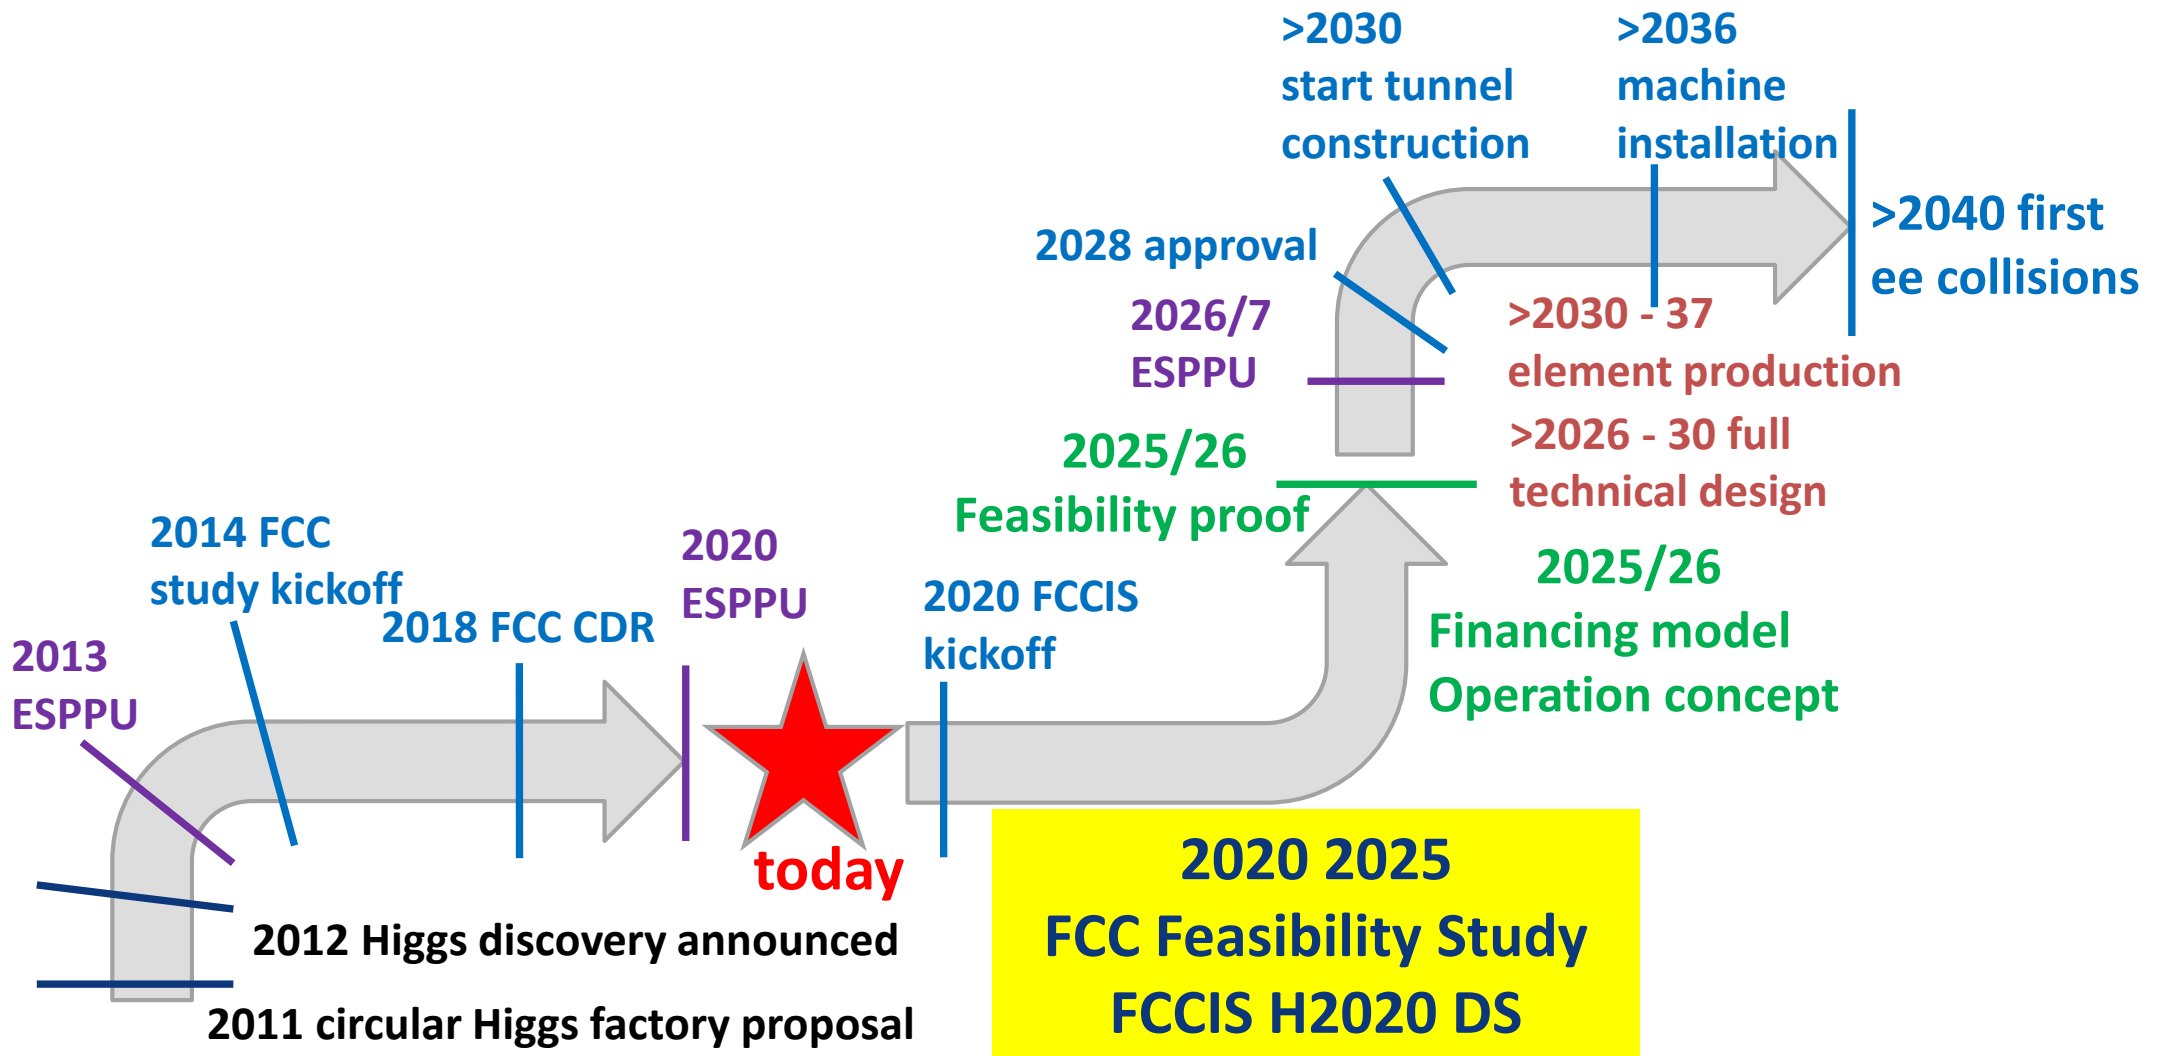 2011 circular Higgs factory proposal
2012 Higgs discovery announced
2013
ESPPU
2014 FCC
study kickoff
2018 FCC CDR
2020
ESPPU
today
2020 FCCIS
kickoff
2020 2025
FCC Feasibility Study
FCCIS H2020 DS
2025/26
Feasibility proof
2025/26
Financing model
Operation concept
2026/7
ESPPU
>2026 - 30 full
technical design
2028 approval
>2030
start tunnel
construction
>2030 - 37
element production
>2036
machine
installation
>2040 first
ee collisions